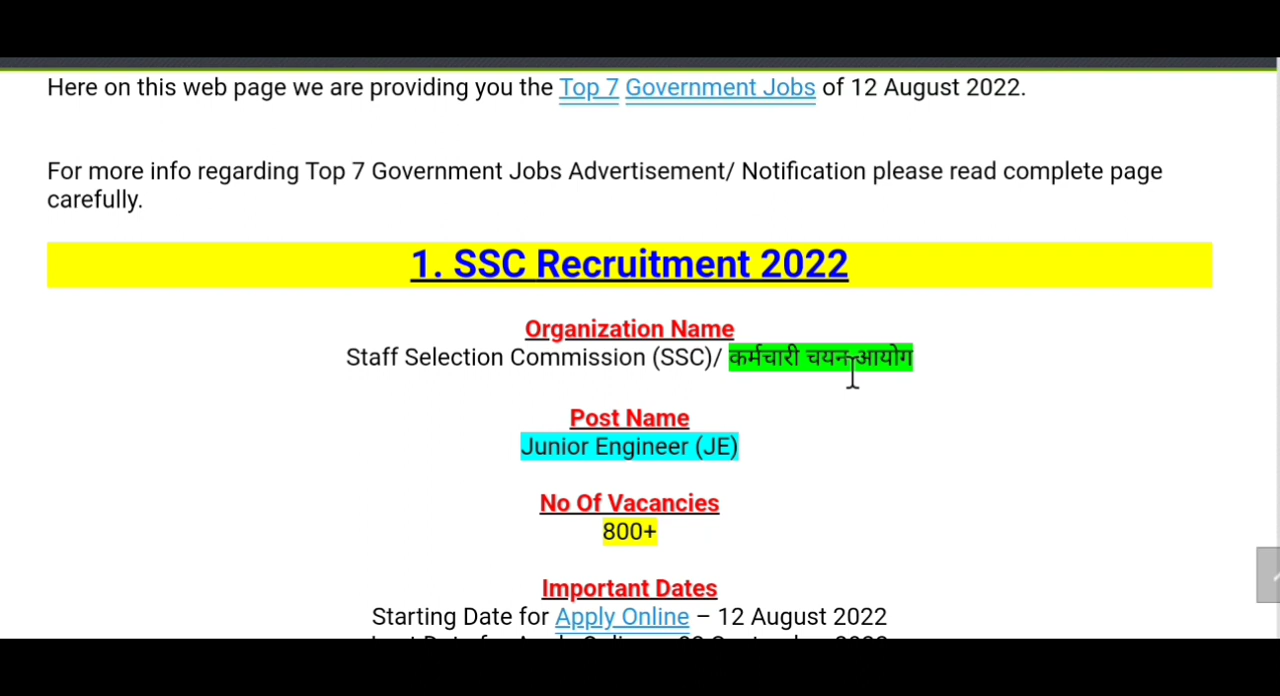 Here on this web page we are providing you the Top 7 Government Jobs of 12 August 2022.
For more info regarding Top 7 Government Jobs Advertisement/ Notification please read complete page
carefully.
1. SSC Recruitment 2022
Organization Name
Staff Selection Commission (SSC)/ कर्मचारी चयन आयोग
Post Name
Junior Engineer (JE)
No Of Vacancies
800+
Important Dates
Starting Date for Apply Online – 12 August 2022